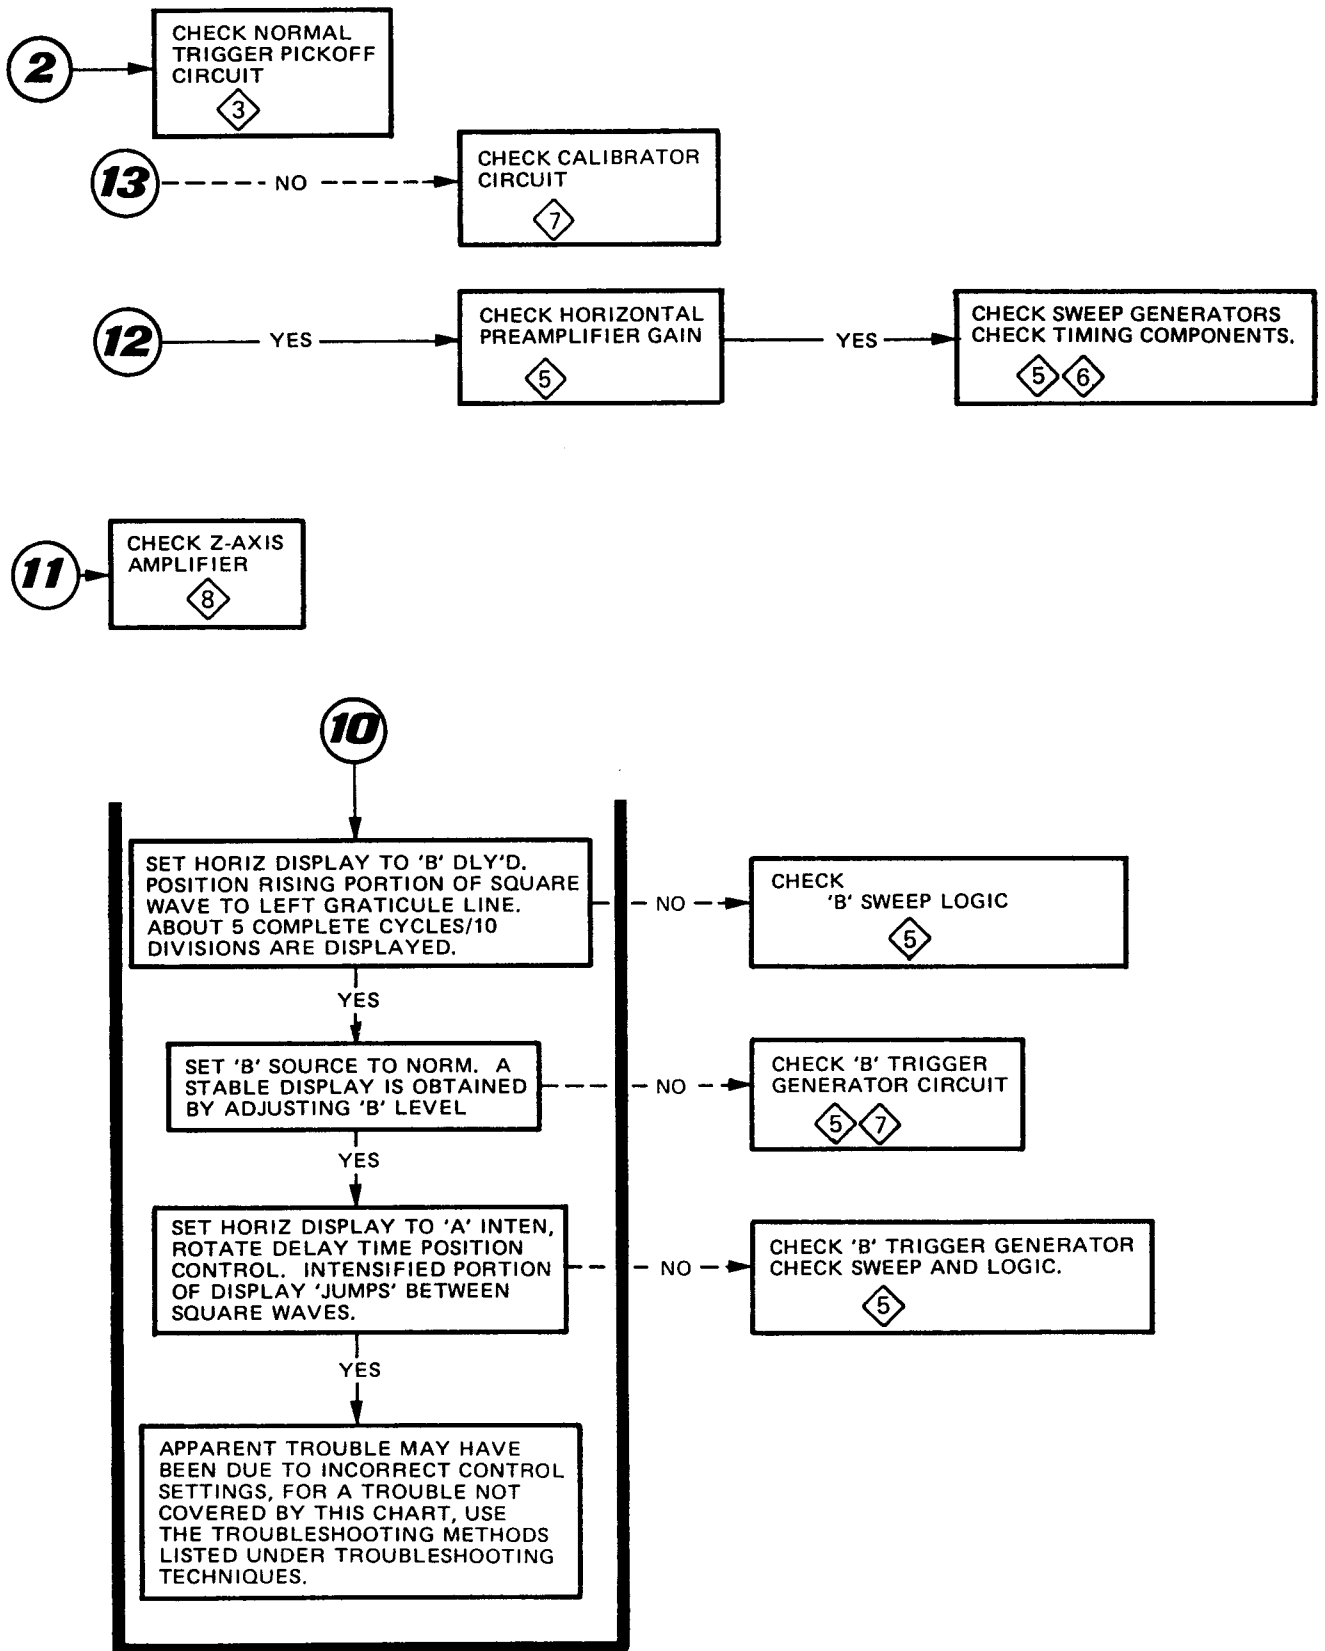 2
CHECK NORMAL
TRIGGER PICKOFF
CIRCUIT
3
13
NO
CHECK CALIBRATOR
CIRCUIT
7
12
YES
CHECK HORIZONTAL
PREAMPLIFIER GAIN
5
YES
CHECK SWEEP GENERATORS
CHECK TIMING COMPONENTS.
5 6
11
CHECK Z-AXIS
AMPLIFIER
8
10
SET HORIZ DISPLAY TO 'B' DLY'D.
POSITION RISING PORTION OF SQUARE
WAVE TO LEFT GRATICULE LINE.
ABOUT 5 COMPLETE CYCLES/10
DIVISIONS ARE DISPLAYED.
NO
CHECK
'B' SWEEP LOGIC
5
YES
SET 'B' SOURCE TO NORM. A
STABLE DISPLAY IS OBTAINED
BY ADJUSTING 'B' LEVEL
NO
CHECK 'B' TRIGGER
GENERATOR CIRCUIT
5 7
YES
SET HORIZ DISPLAY TO 'A' INTEN,
ROTATE DELAY TIME POSITION
CONTROL. INTENSIFIED PORTION
OF DISPLAY 'JUMPS' BETWEEN
SQUARE WAVES.
NO
CHECK 'B' TRIGGER GENERATOR
CHECK SWEEP AND LOGIC.
5
YES
APPARENT TROUBLE MAY HAVE
BEEN DUE TO INCORRECT CONTROL
SETTINGS, FOR A TROUBLE NOT
COVERED BY THIS CHART, USE
THE TROUBLESHOOTING METHODS
LISTED UNDER TROUBLESHOOTING
TECHNIQUES.